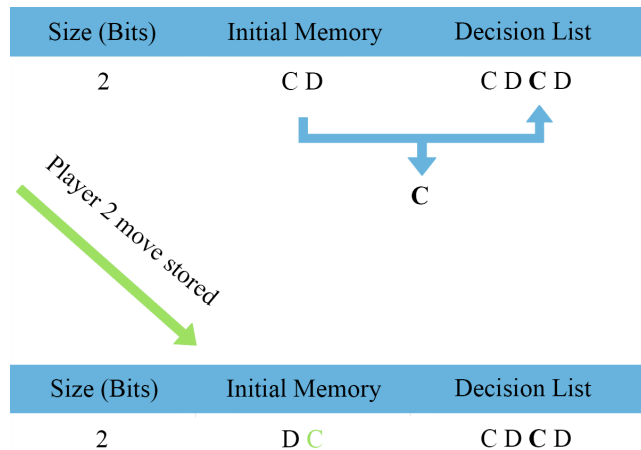 Size (Bits) Initial Memory Decision List
2 C D C D C D
C
Player 2 move stored
Size (Bits) Initial Memory Decision List
2 D C C D C D